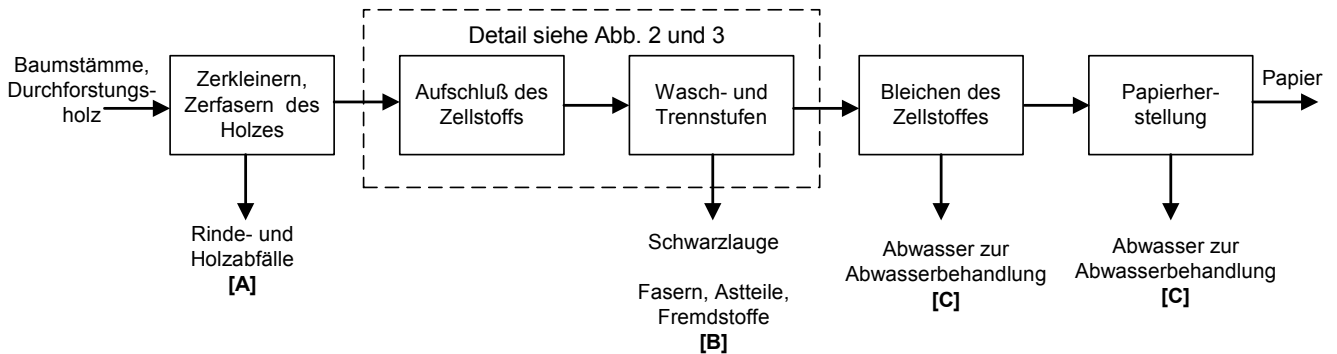 Detail siehe Abb. 2 und 3
Baumstämme,
Durchforstungs-
holz
Zerkleinern,
Zerfasern des
Holzes
Aufschluß des
Zellstoffs
Wasch- und
Trennstufen
Bleichen des
Zellstoffes
Papierher-
stellung
Papier
Rinde- und
Holzabfälle
[A]
Schwarzlauge
Fasern, Astteile,
Fremdstoffe
[B]
Abwasser zur
Abwasserbehandlung
[C]
Abwasser zur
Abwasserbehandlung
[C]